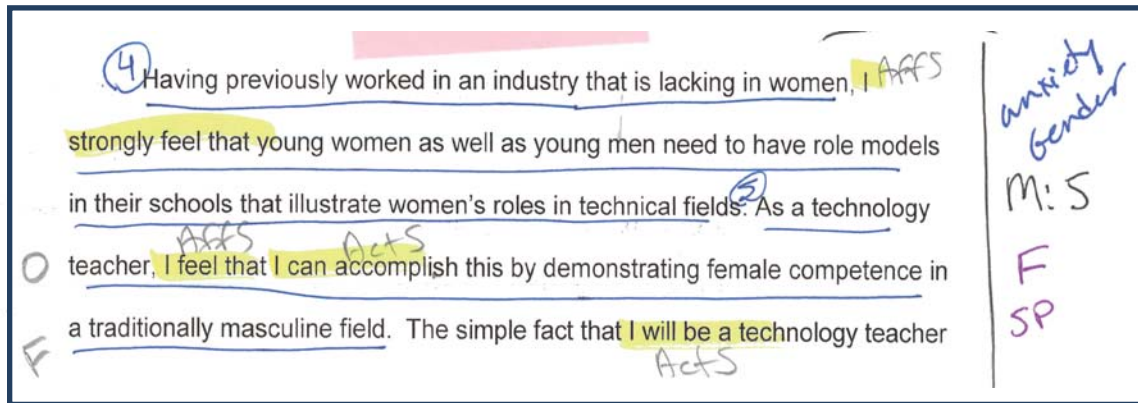 ④ Having previously worked in an industry that is lacking in women, I AffS
strongly feel that young women as well as young men need to have role models
in their schools that illustrate women's roles in technical fields. ⑤ As a technology
AffS ActS
O teacher, I feel that I can accomplish this by demonstrating female competence in
F a traditionally masculine field. The simple fact that I will be a technology teacher
ActS
anxiety
Gender
M: S
F
SP